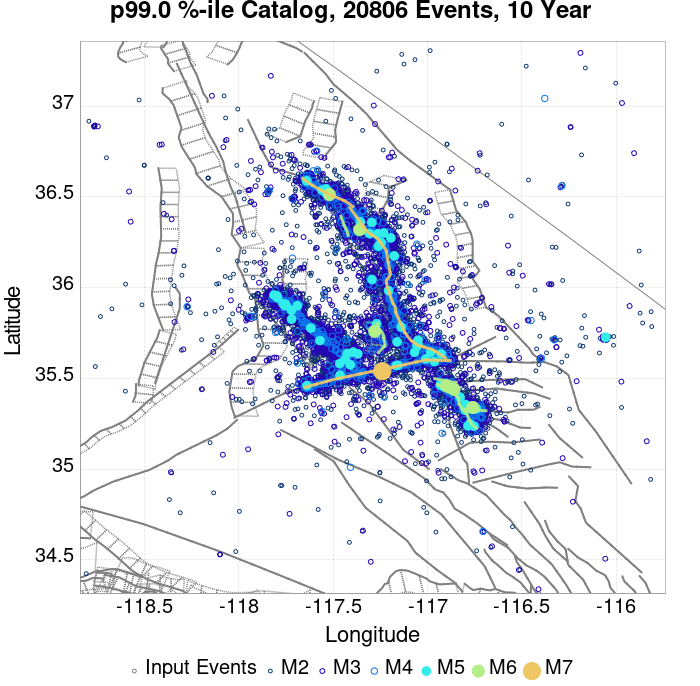 p99.0 %-ile Catalog, 20806 Events, 10 Year
37
36.5
36
35.5
35
34.5
Latitude
-118.5 -118 -117.5 -117 -116.5 -116
Longitude
Input Events M2 M3 M4 M5 M6 M7